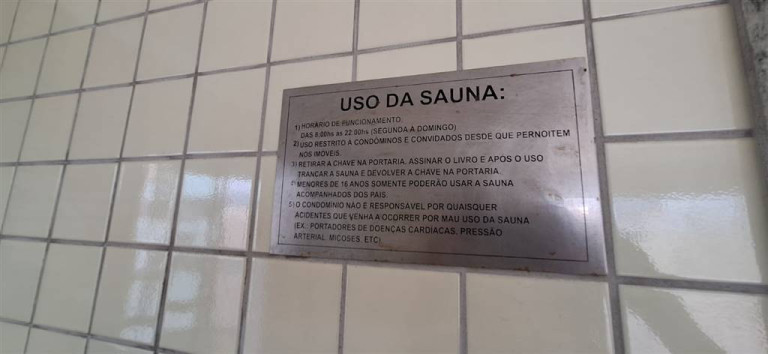 USO DA SAUNA:
1) HORÁRIO DE FUNCIONAMENTO:
DAS 8:00hs às 22:00hs (SEGUNDA A DOMINGO)
2) USO RESTRITO A CONDÔMINOS E CONVIDADOS DESDE QUE PERNOITEM
NOS IMÓVEIS.
3) RETIRAR A CHAVE NA PORTARIA, ASSINAR O LIVRO E APOS O USO
TRANCAR A SAUNA E DEVOLVER A CHAVE NA PORTARIA.
4) MENORES DE 16 ANOS SOMENTE PODERÃO USAR A SAUNA
ACOMPANHADOS DOS PAIS.
5) O CONDOMÍNIO NÃO É RESPONSÁVEL POR QUAISQUER
ACIDENTES QUE VENHA A OCORRER POR MAU USO DA SAUNA
(EX.: PORTADORES DE DOENÇAS CARDÍACAS, PRESSÃO
ARTERIAL, MICOSES, ETC)